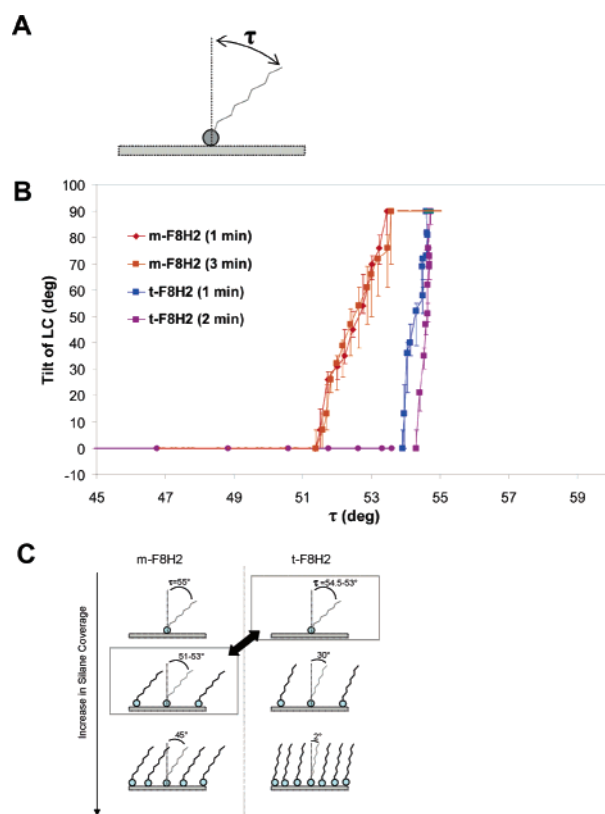 A
τ
B
100
90
80
70
60
50
40
30
20
10
0
-10
Tilt of LC (deg)
m-F8H2 (1 min)
m-F8H2 (3 min)
t-F8H2 (1 min)
t-F8H2 (2 min)
45 47 49 51 53 55 57 59
τ (deg)
C
m-F8H2 t-F8H2
Increase in Silane Coverage
τ=55° τ=54.5-53°
51-53° 30°
45° 2°